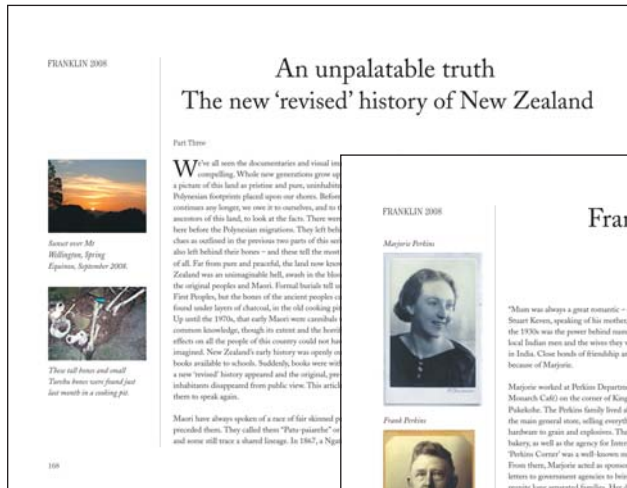 FRANKLIN 2008
An unpalatable truth
The new ‘revised’ history of New Zealand
Part Three
We’ve all seen the documentaries and visual
compelling. Whole new generations grow up
a picture of this land as pristine and pure,
Polynesian footprints placed upon our shores. Before
continues any longer, we owe it to ourselves, and to
ancestors of this land, to look at the facts. There were
here before the Polynesian migrations. They left
clues as outlined in the previous two parts of this
also left behind their bones – and these tell the most
of all. Far from pure and peaceful, the land now
Zealand was an unimaginable hell, awash in the
the original peoples and Maori. Formal burials tell
First Peoples, but the bones of the ancient peoples
found under layers of charcoal, in the old cooking
Up until the 1970s, that early Maori were cannibals
common knowledge, though its extent and the
effects on all the people of this country could not
imagined. New Zealand’s early history was openly
books available to schools. Suddenly, books were
a new ‘revised’ history appeared and the original,
inhabitants disappeared from public view. This
them to speak again.
Maori have always spoken of a race of fair skinned
preceded them. They called them “Patu-paiarehe” or
and some still trace a shared lineage. In 1867, a
Sunset over Mt
Wellington, Spring
Equinox, September 2008.
These tall bones and small
Turehu bones were found just
last month in a cooking pit.
168
FRANKLIN 2008
Marjorie Perkins
Frank Perkins
“Mum was always a great romantic –
Stuart Kaven, speaking of his mother.
the 1930s was the power behind
local Indian men and the wives they
in India. Close bonds of friendship
because of Marjorie.
Marjorie worked at Perkins
Monarch Café) on the corner of King
Pukekohe. The Perkins family lived
the main general store, selling
hardware to grain and explosives. The
bakery, as well as the agency for
‘Perkins Corner’ was a well-known
From there, Marjorie acted as
letters to government agencies to